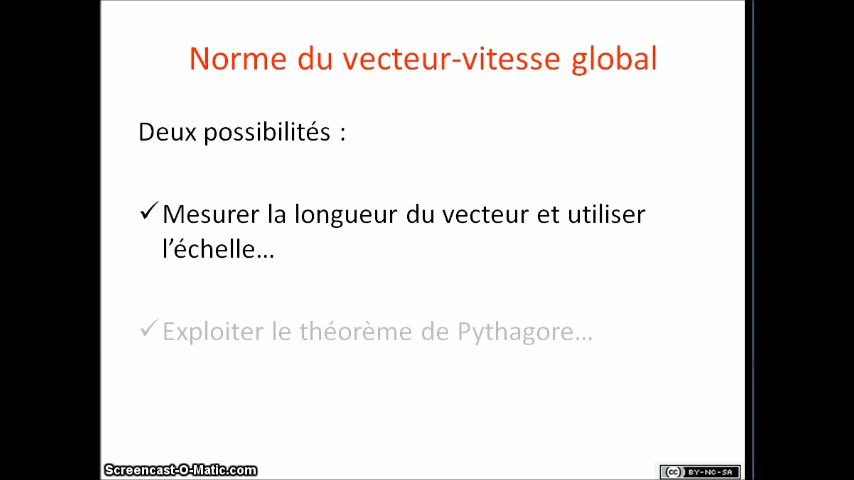 Norme du vecteur-vitesse global
Deux possibilités :
✓Mesurer la longueur du vecteur et utiliser
l’échelle…
✓Exploiter le théorème de Pythagore…
Screencast-O-Matic.com
cc BY-NC-SA